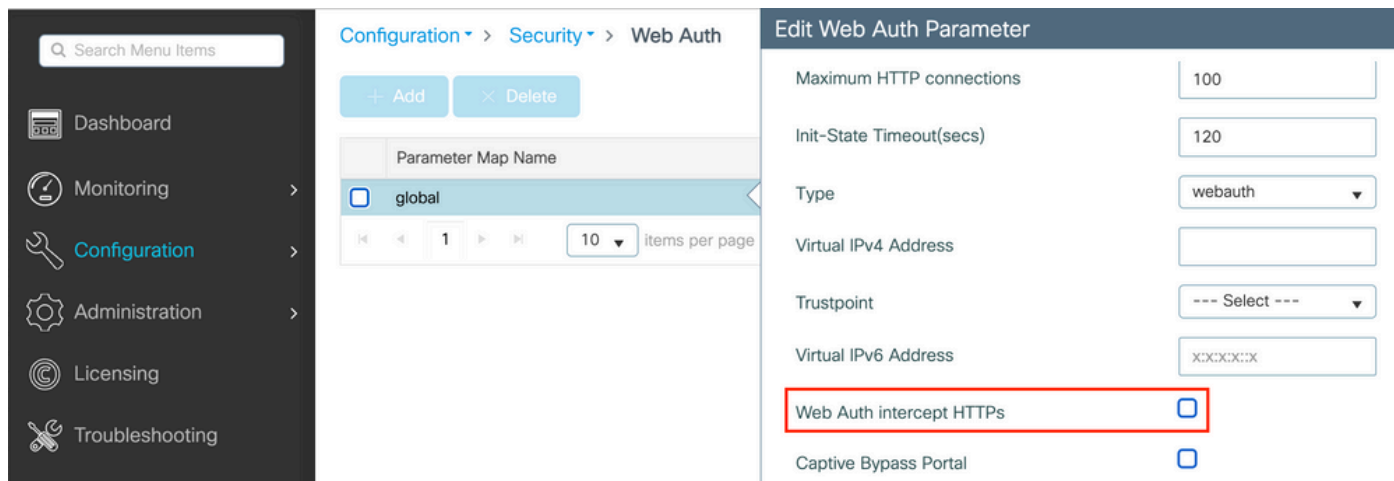 Search Menu Items
Dashboard
Monitoring
Configuration
Administration
Licensing
Troubleshooting
Configuration > Security > Web Auth
+ Add
× Delete
Parameter Map Name
global
1
10
items per page
Edit Web Auth Parameter
Maximum HTTP connections
100
Init-State Timeout(secs)
120
Type
webauth
Virtual IPv4 Address
Trustpoint
--- Select ---
Virtual IPv6 Address
x:x:x:x::x
Web Auth intercept HTTPs
Captive Bypass Portal